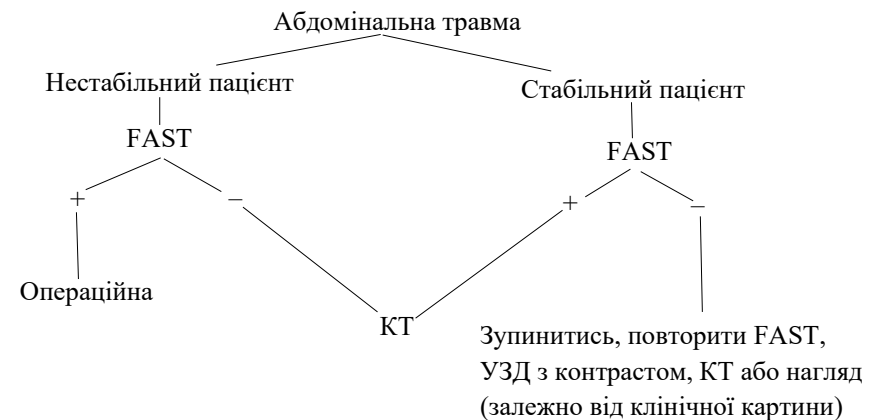 Абдомінальна травма
Нестабільний пацієнт
Стабільний пацієнт
FAST
FAST
+
–
+
–
Операційна
КТ
Зупинитись, повторити FAST,
УЗД з контрастом, КТ або нагляд
(залежно від клінічної картини)